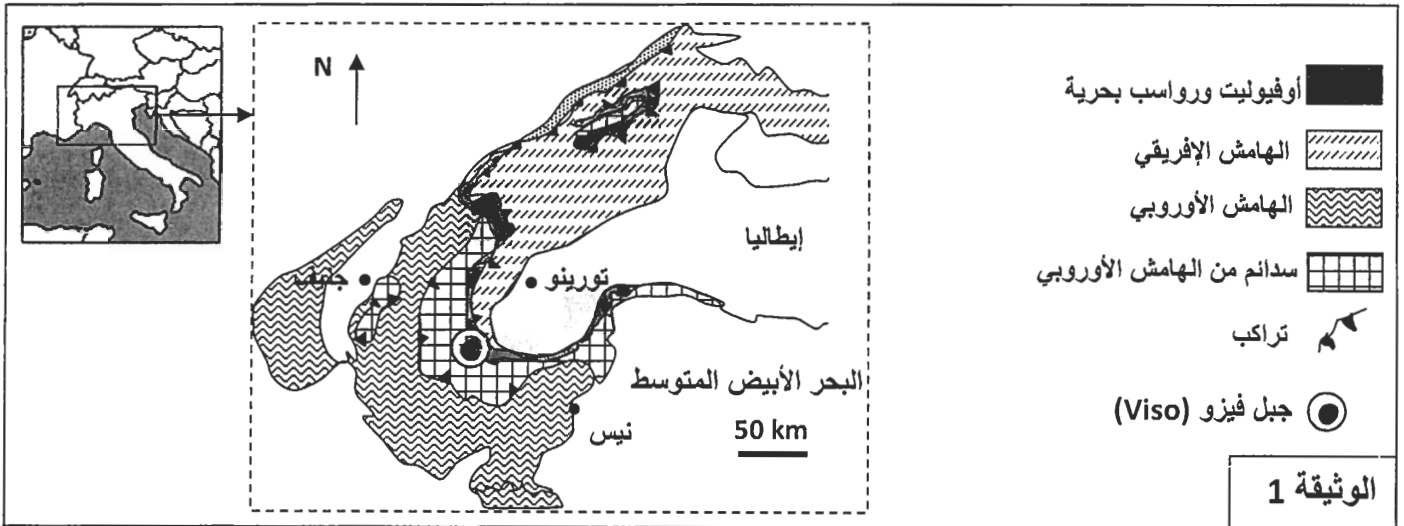 N
أوفيوليت ورواسب بحرية
الهامش الإفريقي
الهامش الأوروبي
سدائم من الهامش الأوروبي
تراكب
جبل فيزو (Viso)
إيطاليا
تورينو
جنيف
البحر الأبيض المتوسط
نيس
50 km
الوثيقة 1